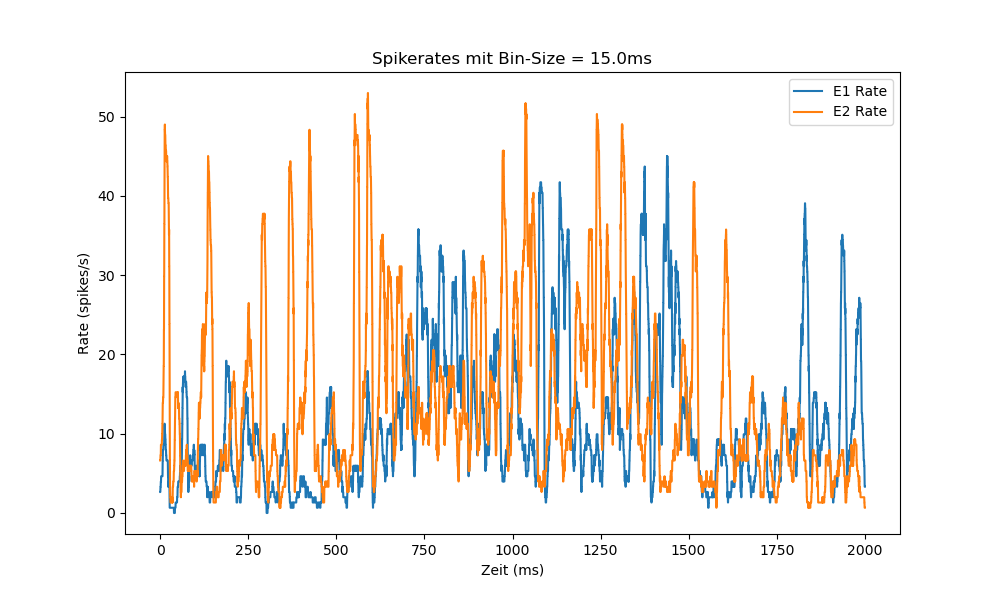 Spikerates mit Bin-Size = 15.0ms
E1 Rate
E2 Rate
Rate (spikes/s)
50
40
30
20
10
0
0 250 500 750 1000 1250 1500 1750 2000
Zeit (ms)